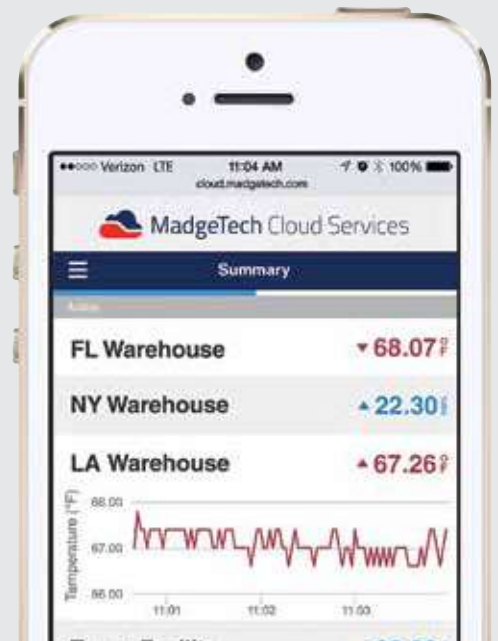 Verizon LTE 11:04 AM 100%
cloud.madgetech.com
MadgeTech Cloud Services
Summary
Active
FL Warehouse ▼ 68.07 °F
NY Warehouse ▲ 22.30
LA Warehouse ▲ 67.26 °F
Temperature (°F)
68.00
67.00
66.00
11:01 11:02 11:03